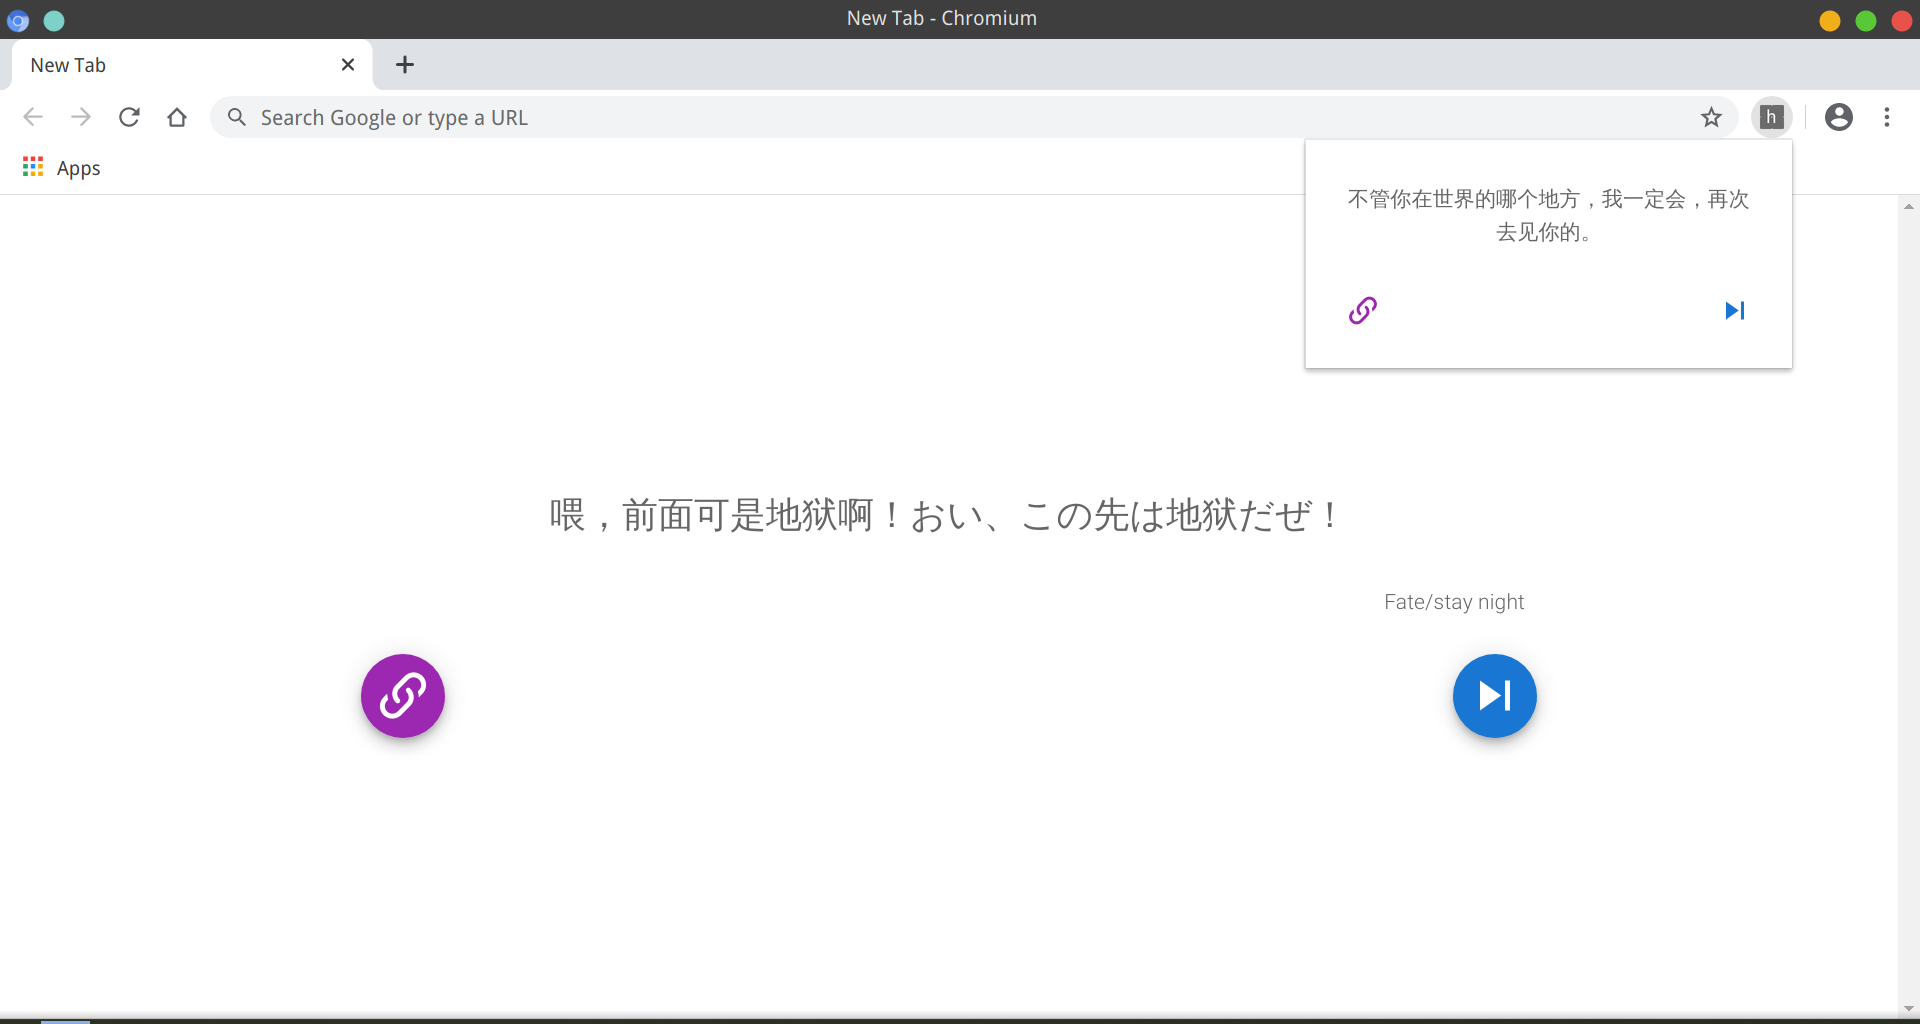 New Tab - Chromium
New Tab
Search Google or type a URL
h
Apps
不管你在世界的哪个地方，我一定会，再次
去见你的。
喂，前面可是地狱啊！おい、この先は地狱だぜ！
Fate/stay night